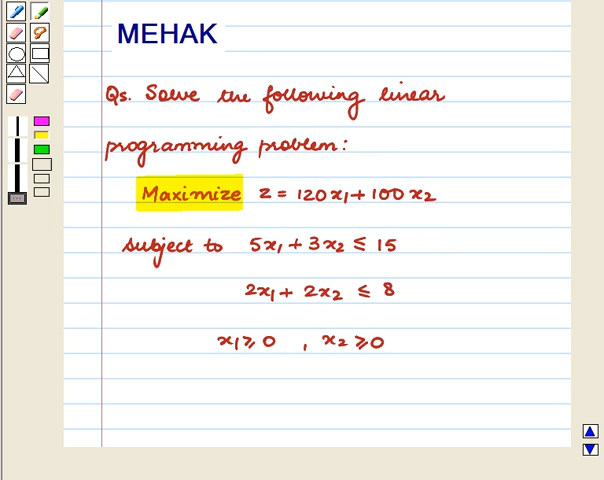 MEHAK
Qs. Solve the following linear
programming problem:
Maximize Z = 120x₁ + 100x₂
subject to 5x₁ + 3x₂ ≤ 15
2x₁ + 2x₂ ≤ 8
x₁ ≥ 0 , x₂ ≥ 0